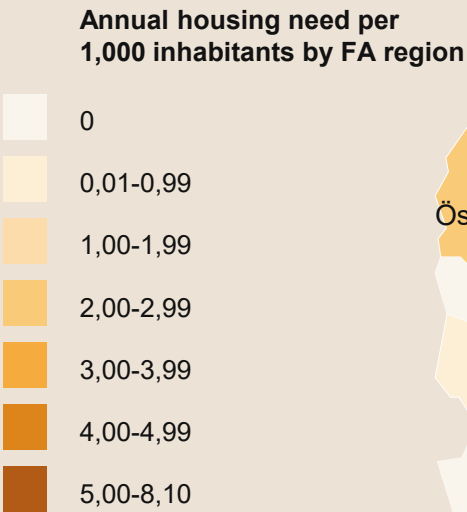 Annual housing need per
1,000 inhabitants by FA region
0
0,01-0,99
1,00-1,99
Ös
2,00-2,99
3,00-3,99
4,00-4,99
5,00-8,10